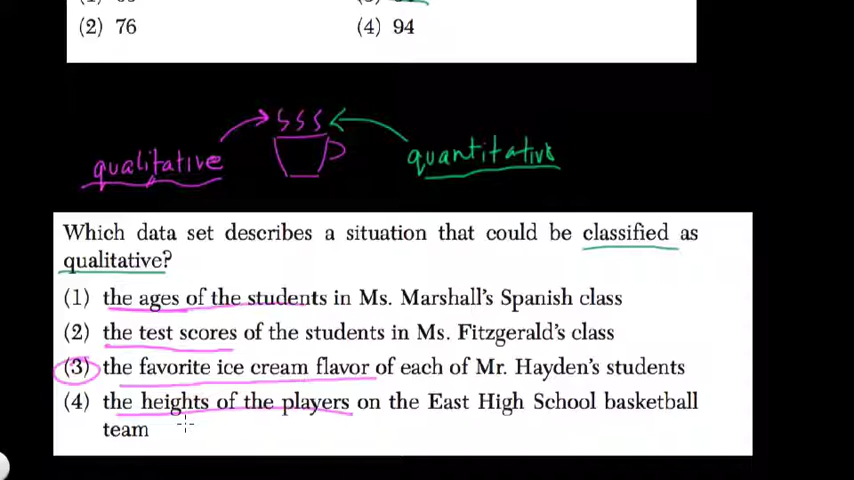 (2) 76
(4) 94
qualitative
quantitative
Which data set describes a situation that could be classified as
qualitative?
(1) the ages of the students in Ms. Marshall's Spanish class
(2) the test scores of the students in Ms. Fitzgerald's class
(3) the favorite ice cream flavor of each of Mr. Hayden's students
(4) the heights of the players on the East High School basketball
team